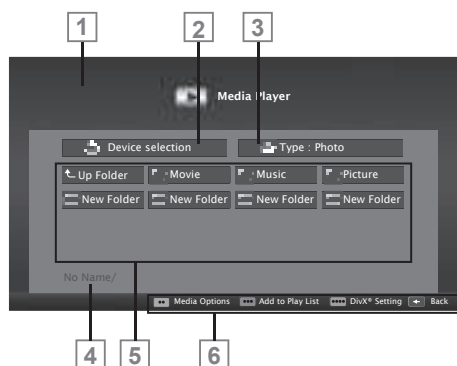 1 2 3
Media Player
Device selection Type : Photo
Up Folder Movie Music Picture
New Folder New Folder New Folder New Folder
No Name/
Media Options Add to Play List DivX® Setting Back
4 5 6